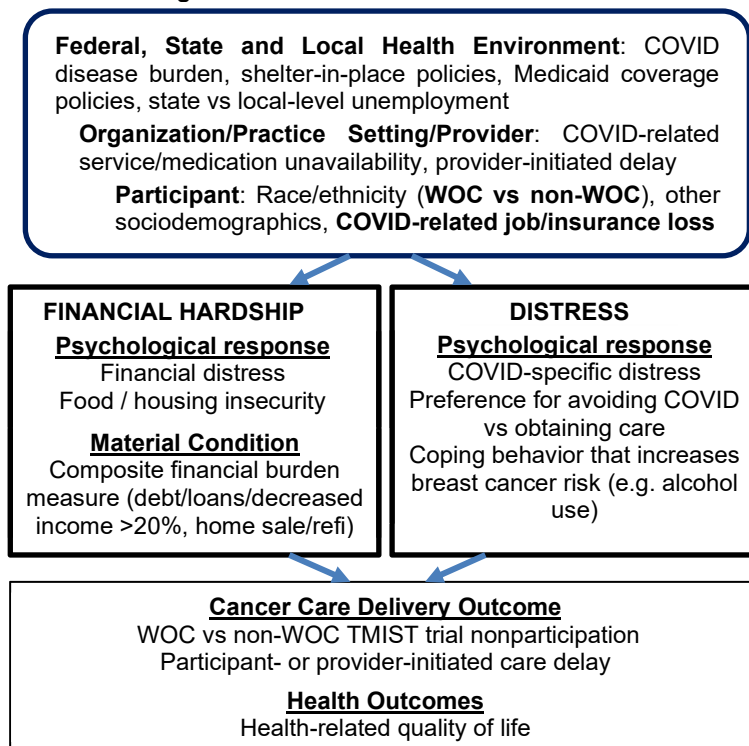 Federal, State and Local Health Environment: COVID
disease burden, shelter-in-place policies, Medicaid coverage
policies, state vs local-level unemployment
Organization/Practice Setting/Provider: COVID-related
service/medication unavailability, provider-initiated delay
Participant: Race/ethnicity (WOC vs non-WOC), other
sociodemographics, COVID-related job/insurance loss
FINANCIAL HARDSHIP
Psychological response
Financial distress
Food / housing insecurity
Material Condition
Composite financial burden
measure (debt/loans/decreased
income >20%, home sale/refi)
DISTRESS
Psychological response
COVID-specific distress
Preference for avoiding COVID
vs obtaining care
Coping behavior that increases
breast cancer risk (e.g. alcohol
use)
Cancer Care Delivery Outcome
WOC vs non-WOC TMIST trial nonparticipation
Participant- or provider-initiated care delay
Health Outcomes
Health-related quality of life